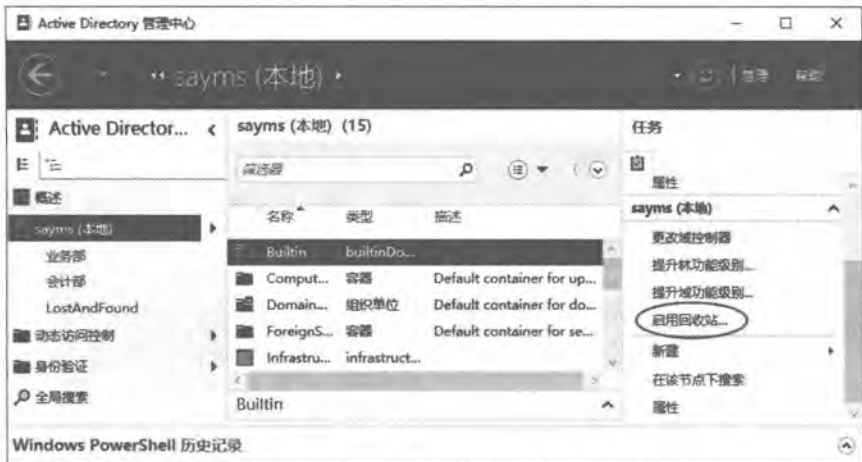 Active Directory 管理中心
sayms (本地)
管理
帮助
Active Director...
概述
sayms (本地)
业务部
会计部
LostAndFound
动态访问控制
身份验证
全局搜索
sayms (本地) (15)
筛选器
名称 类型 描述
Builtin builtinDo...
Comput... 容器 Default container for up...
Domain... 组织单位 Default container for do...
ForeignS... 容器 Default container for se...
Infrastru... infrastruct...
Builtin
任务
属性
sayms (本地)
更改域控制器
提升林功能级别...
提升域功能级别...
启用回收站...
新建
在该节点下搜索
属性
Windows PowerShell 历史记录